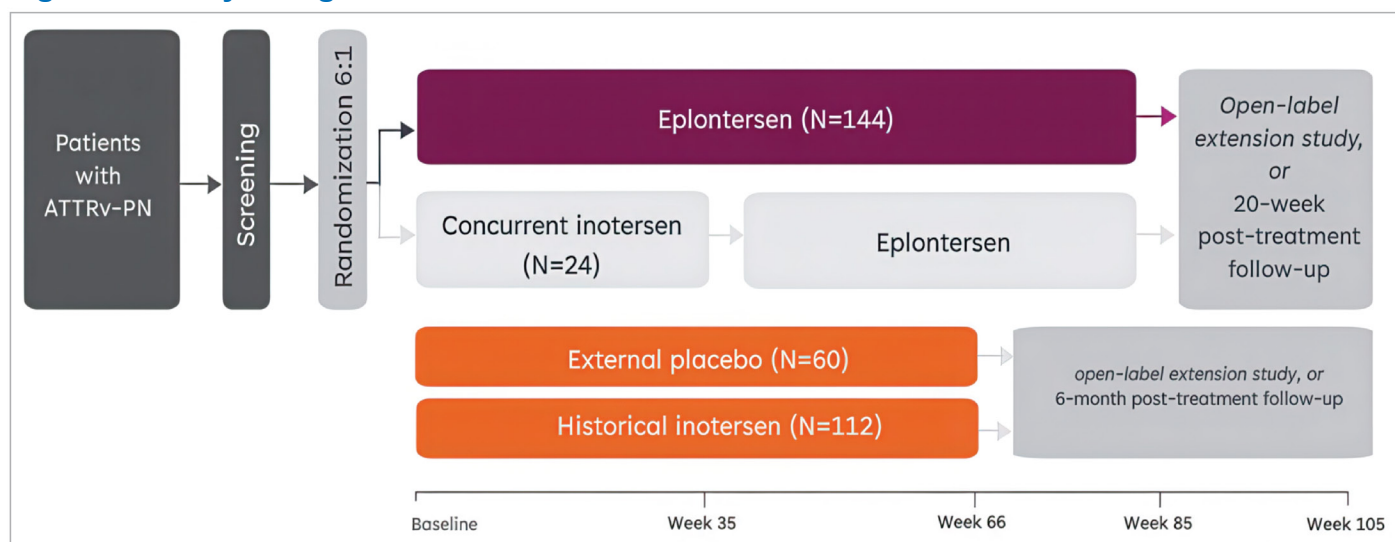 Patients
with
ATTRv-PN
Screening
Randomization 6:1
Eplontersen (N=144)
Concurrent inotersen
(N=24)
Eplontersen
Open-label
extension study,
or
20-week
post-treatment
follow-up
External placebo (N=60)
Historical inotersen (N=112)
open-label extension study, or
6-month post-treatment follow-up
Baseline
Week 35
Week 66
Week 85
Week 105